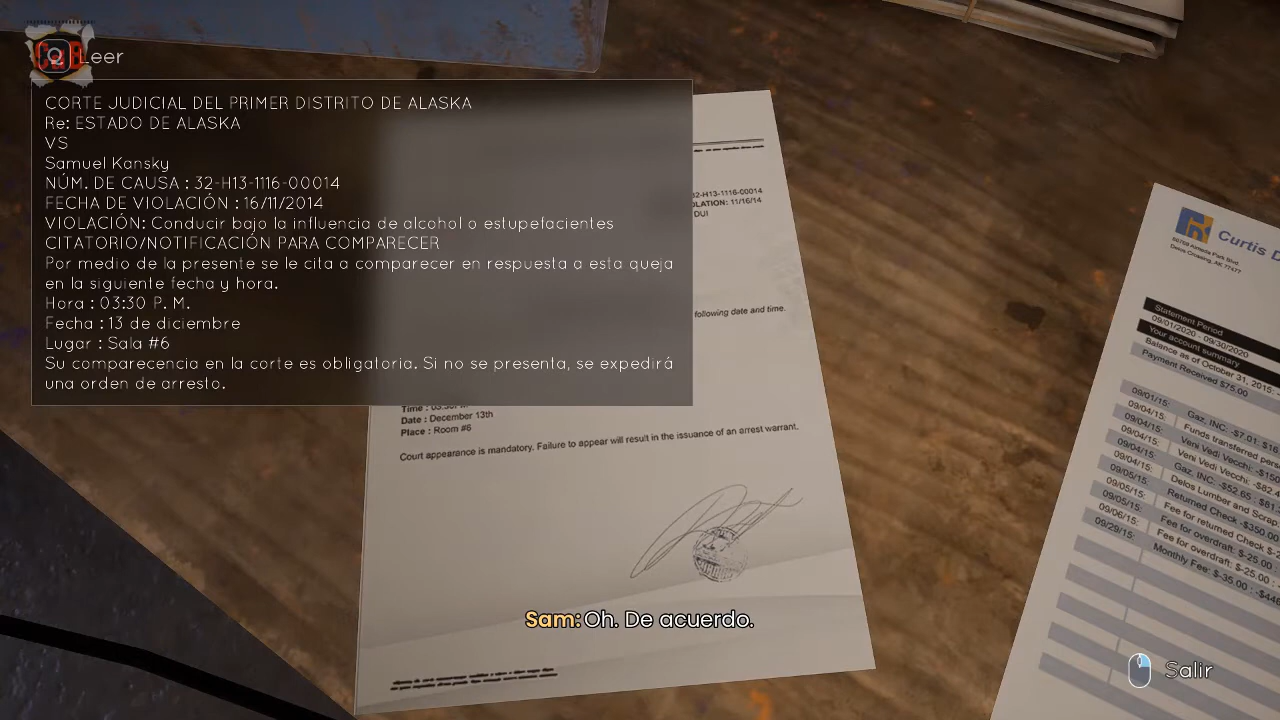 Leer
CORTE JUDICIAL DEL PRIMER DISTRITO DE ALASKA
Re: ESTADO DE ALASKA
VS
Samuel Kansky
NÚM. DE CAUSA : 32-H13-1116-00014
FECHA DE VIOLACIÓN : 16/11/2014
VIOLACIÓN: Conducir bajo la influencia de alcohol o estupefacientes
CITATORIO/NOTIFICACIÓN PARA COMPARECER
Por medio de la presente se le cita a comparecer en respuesta a esta queja
en la siguiente fecha y hora.
Hora : 03:30 P. M.
Fecha : 13 de diciembre
Lugar : Sala #6
Su comparecencia en la corte es obligatoria. Si no se presenta, se expedirá
una orden de arresto.
32-H13-1116-00014
11/16/14
DUI
following date and time.
Date : December 13th
Place : Room #6
Court appearance is mandatory. Failure to appear will result in the issuance of an arrest warrant.
Curtis
Statement Period
09/01/2020 - 09/30/2020
Your account summary
Balance as of October 31, 2015
Payment Received $75.00
09/01/15: Gaz, INC: -$7.01
09/04/15: Funds transferred
09/04/15: Veni Vedi Vecchi:
09/04/15: Veni Vedi Vecchi:
09/04/15: Gaz, INC: -$52.65
09/05/15: Delos Lumber and Scrap
09/05/15: Returned Check -$350.00
09/05/15: Fee for returned Check
09/06/15: Fee for overdraft: $-25.00
09/29/15: Fee for overdraft: $-25.00
Monthly Fee: $-35.00
Sam: Oh. De acuerdo.
Salir